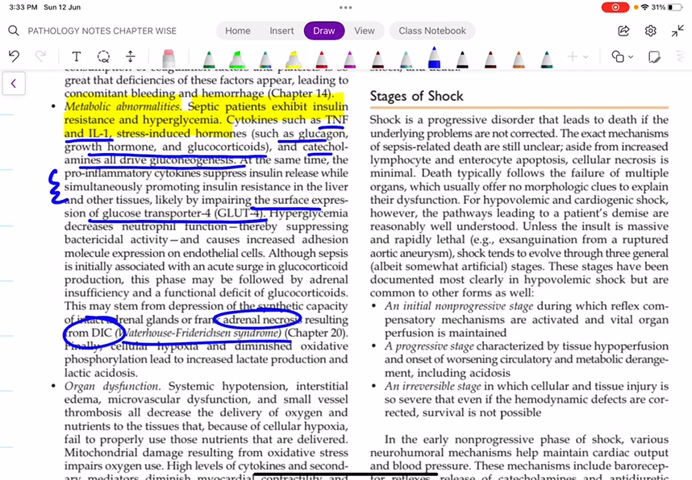 3:33 PM Sun 12 Jun
31%
PATHOLOGY NOTES CHAPTER WISE
Home Insert Draw View Class Notebook
great that deficiencies of these factors appear, leading to
concomitant bleeding and hemorrhage (Chapter 14).
• Metabolic abnormalities. Septic patients exhibit insulin
resistance and hyperglycemia. Cytokines such as TNF
and IL-1, stress-induced hormones (such as glucagon,
growth hormone, and glucocorticoids), and catechol-
amines all drive gluconeogenesis. At the same time, the
pro-inflammatory cytokines suppress insulin release while
simultaneously promoting insulin resistance in the liver
and other tissues, likely by impairing the surface expres-
sion of glucose transporter-4 (GLUT-4). Hyperglycemia
decreases neutrophil function—thereby suppressing
bactericidal activity—and causes increased adhesion
molecule expression on endothelial cells. Although sepsis
is initially associated with an acute surge in glucocorticoid
production, this phase may be followed by adrenal
insufficiency and a functional deficit of glucocorticoids.
This may stem from depression of the synthetic capacity
of intact adrenal glands or frank adrenal necrosis resulting
from DIC (Waterhouse-Friderichsen syndrome) (Chapter 20).
Finally, cellular hypoxia and diminished oxidative
phosphorylation lead to increased lactate production and
lactic acidosis.
• Organ dysfunction. Systemic hypotension, interstitial
edema, microvascular dysfunction, and small vessel
thrombosis all decrease the delivery of oxygen and
nutrients to the tissues that, because of cellular hypoxia,
fail to properly use those nutrients that are delivered.
Mitochondrial damage resulting from oxidative stress
impairs oxygen use. High levels of cytokines and second-
ary mediators diminish myocardial contractility and
Stages of Shock
Shock is a progressive disorder that leads to death if the
underlying problems are not corrected. The exact mechanisms
of sepsis-related death are still unclear; aside from increased
lymphocyte and enterocyte apoptosis, cellular necrosis is
minimal. Death typically follows the failure of multiple
organs, which usually offer no morphologic clues to explain
their dysfunction. For hypovolemic and cardiogenic shock,
however, the pathways leading to a patient's demise are
reasonably well understood. Unless the insult is massive
and rapidly lethal (e.g., exsanguination from a ruptured
aortic aneurysm), shock tends to evolve through three general
(albeit somewhat artificial) stages. These stages have been
documented most clearly in hypovolemic shock but are
common to other forms as well:
• An initial nonprogressive stage during which reflex com-
pensatory mechanisms are activated and vital organ
perfusion is maintained
• A progressive stage characterized by tissue hypoperfusion
and onset of worsening circulatory and metabolic derange-
ment, including acidosis
• An irreversible stage in which cellular and tissue injury is
so severe that even if the hemodynamic defects are cor-
rected, survival is not possible
In the early nonprogressive phase of shock, various
neurohumoral mechanisms help maintain cardiac output
and blood pressure. These mechanisms include barorecep-
tor reflexes, release of catecholamines and antidiuretic